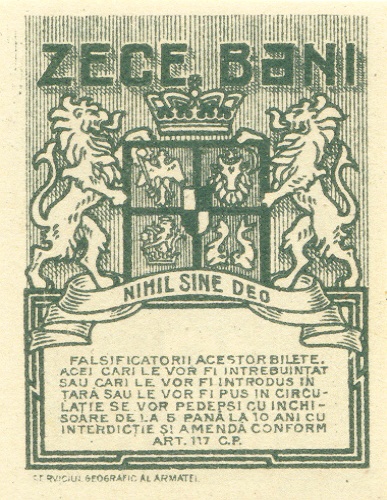 ZECE BANI
NIHIL SINE DEO
FALSIFICATORII ACESTOR BILETE,
ACEI CARI LE VOR FI INTREBUINTAT
SAU CARI LE VOR FI INTRODUS IN
ȚARĂ SAU LE VOR FI PUS IN CIRCU-
LAȚIE SE VOR PEDEPSI CU INCHI-
SOARE DE LA 5 PANĂ LA 10 ANI CU
INTERDICȚIE ȘI AMENDĂ CONFORM
ART. 117 C.P.
SERVICIUL GEOGRAFIC AL ARMATEI.